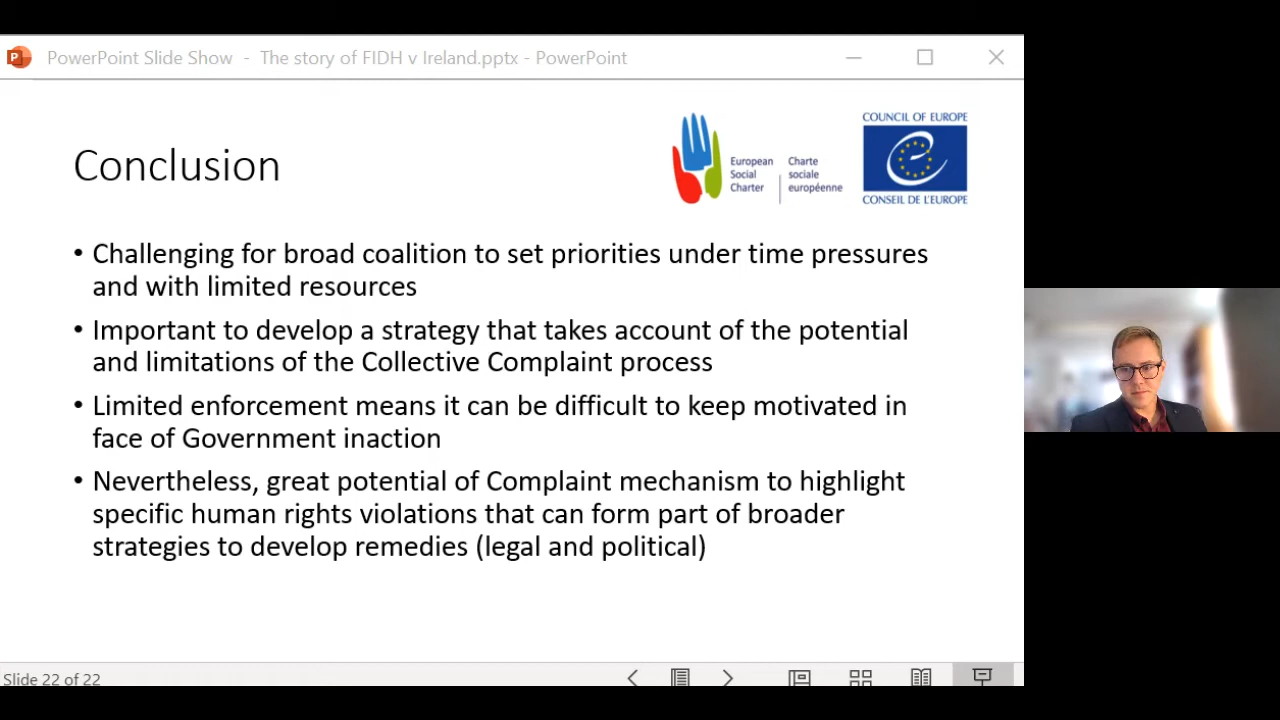 PowerPoint Slide Show - The story of FIDH v Ireland.pptx - PowerPoint
COUNCIL OF EUROPE
European Social Charter
Charte sociale européenne
CONSEIL DE L'EUROPE
Conclusion
• Challenging for broad coalition to set priorities under time pressures
and with limited resources
• Important to develop a strategy that takes account of the potential
and limitations of the Collective Complaint process
• Limited enforcement means it can be difficult to keep motivated in
face of Government inaction
• Nevertheless, great potential of Complaint mechanism to highlight
specific human rights violations that can form part of broader
strategies to develop remedies (legal and political)
Slide 22 of 22